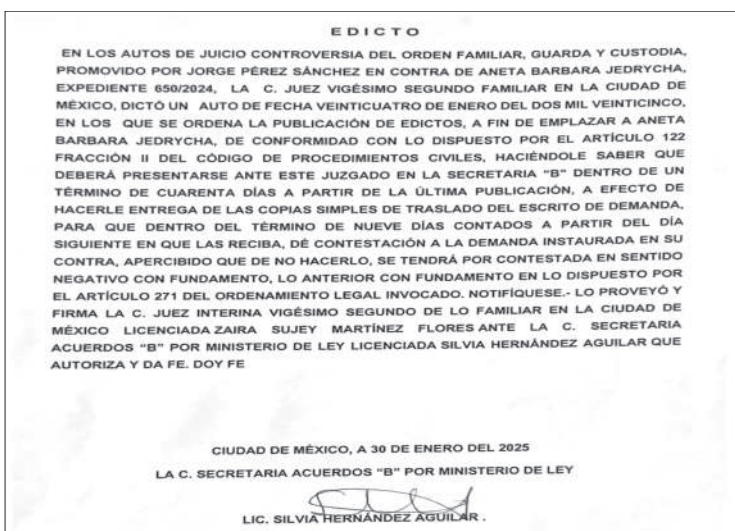 EDICTO
EN LOS AUTOS DE JUICIO CONTROVERSIA DEL ORDEN FAMILIAR, GUARDA Y CUSTODIA,
PROMOVIDO POR JORGE PÉREZ SÁNCHEZ EN CONTRA DE ANETA BARBARA JEDRYCHA,
EXPEDIENTE 650/2024, LA C. JUEZ VIGÉSIMO SEGUNDO FAMILIAR EN LA CIUDAD DE
MÉXICO, DICTÓ UN AUTO DE FECHA VEINTICUATRO DE ENERO DEL DOS MIL VEINTICINCO,
EN LOS QUE SE ORDENA LA PUBLICACIÓN DE EDICTOS, A FIN DE EMPLAZAR A ANETA
BARBARA JEDRYCHA, DE CONFORMIDAD CON LO DISPUESTO POR EL ARTÍCULO 122
FRACCIÓN II DEL CÓDIGO DE PROCEDIMIENTOS CIVILES, HACIÉNDOLE SABER QUE
DEBERÁ PRESENTARSE ANTE ESTE JUZGADO EN LA SECRETARIA "B" DENTRO DE UN
TÉRMINO DE CUARENTA DÍAS A PARTIR DE LA ÚLTIMA PUBLICACIÓN, A EFECTO DE
HACERLE ENTREGA DE LAS COPIAS SIMPLES DE TRASLADO DEL ESCRITO DE DEMANDA,
PARA QUE DENTRO DEL TÉRMINO DE NUEVE DÍAS CONTADOS A PARTIR DEL DÍA
SIGUIENTE EN QUE LAS RECIBA, DÉ CONTESTACIÓN A LA DEMANDA INSTAURADA EN SU
CONTRA, APERCIBIDO QUE DE NO HACERLO, SE TENDRÁ POR CONTESTADA EN SENTIDO
NEGATIVO CON FUNDAMENTO, LO ANTERIOR CON FUNDAMENTO EN LO DISPUESTO POR
EL ARTÍCULO 271 DEL ORDENAMIENTO LEGAL INVOCADO. NOTIFÍQUESE.- LO PROVEYÓ Y
FIRMA LA C. JUEZ INTERINA VIGÉSIMO SEGUNDO DE LO FAMILIAR EN LA CIUDAD DE
MÉXICO LICENCIADA ZAIRA SUJEY MARTÍNEZ FLORES ANTE LA C. SECRETARIA
ACUERDOS "B" POR MINISTERIO DE LEY LICENCIADA SILVIA HERNÁNDEZ AGUILAR QUE
AUTORIZA Y DA FE. DOY FE
CIUDAD DE MÉXICO, A 30 DE ENERO DEL 2025
LA C. SECRETARIA ACUERDOS "B" POR MINISTERIO DE LEY
LIC. SILVIA HERNÁNDEZ AGUILAR .